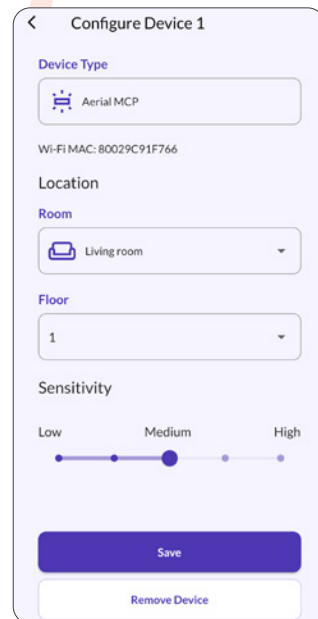 Configure Device 1
Device Type
Aerial MCP
Wi-Fi MAC: 80029C91F766
Location
Room
Living room
Floor
1
Sensitivity
Low Medium High
Save
Remove Device